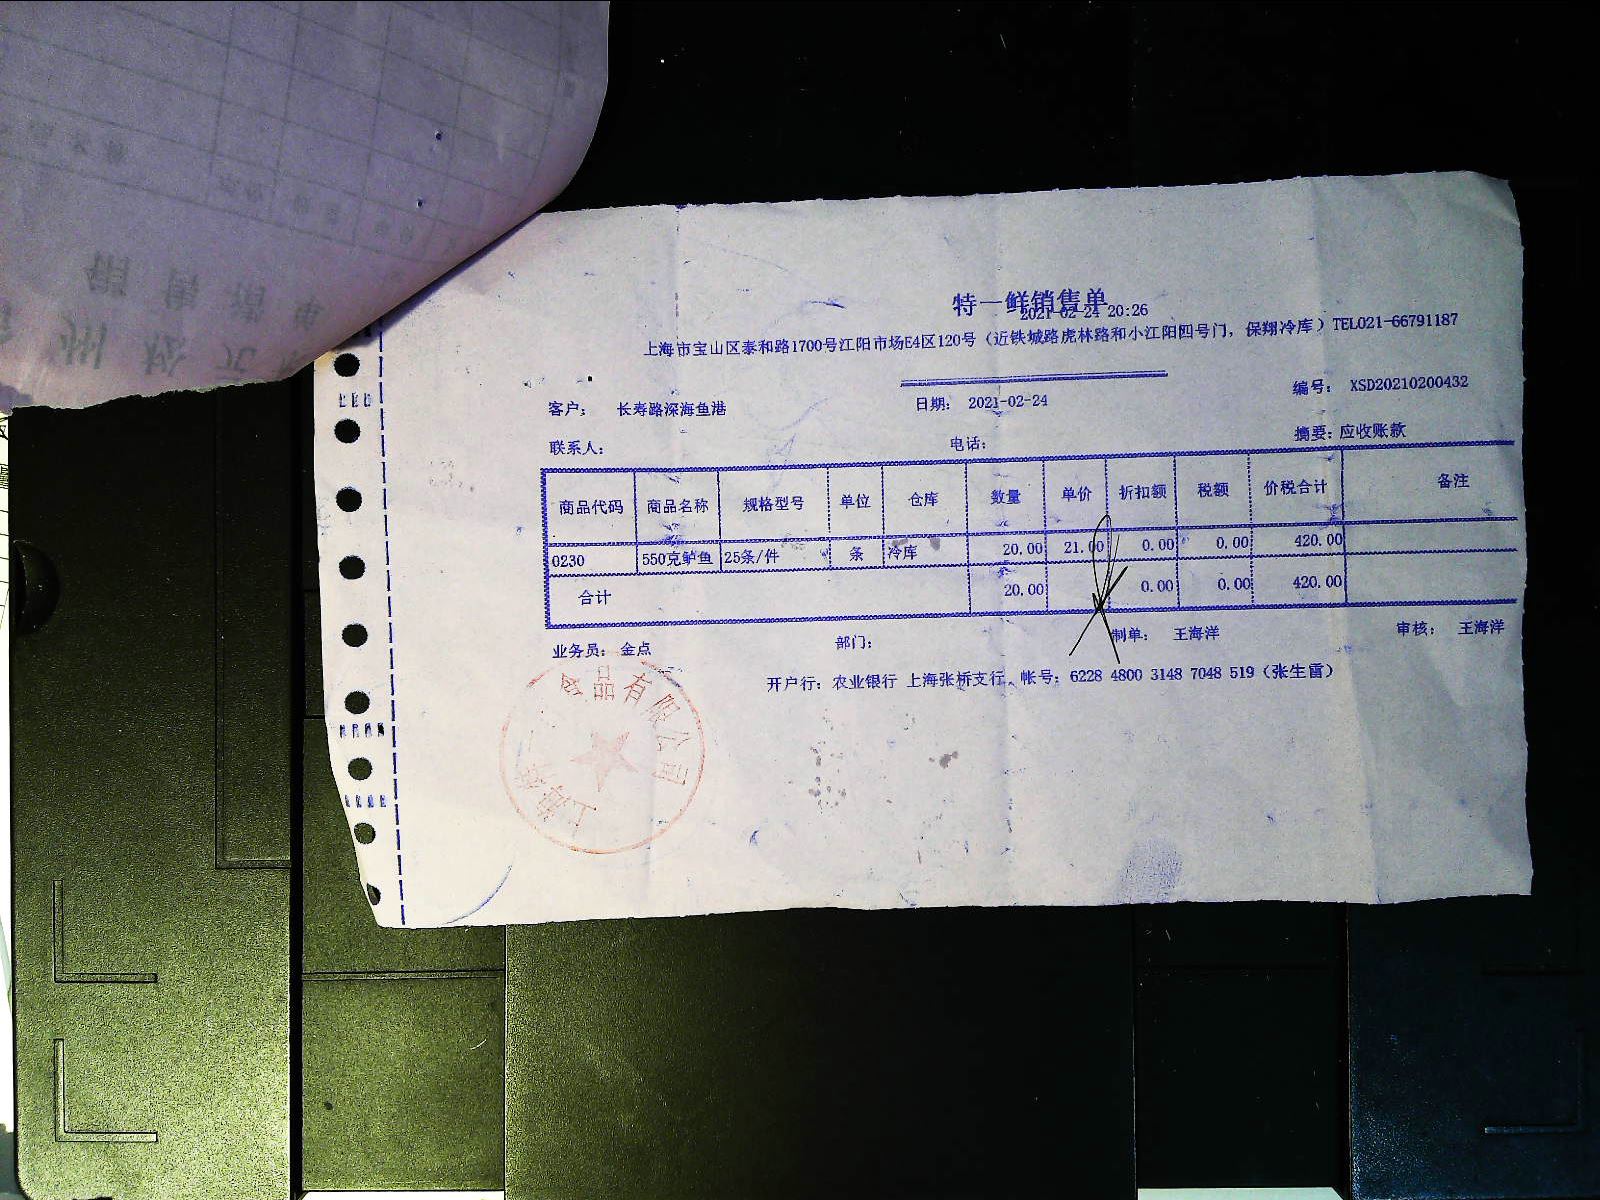 特一鲜销售单
2021-02-24 20:26
上海市宝山区泰和路1700号江阳市场E4区120号（近铁城路虎林路和小江阳四号门，保翔冷库）TEL021-66791187
编号： XSD20210200432
客户： 长寿路深海鱼港 日期： 2021-02-24
联系人： 电话： 摘要：应收账款
商品代码 商品名称 规格型号 单位 仓库 数量 单价 折扣额 税额 价税合计 备注
0230 550克鲈鱼 25条/件 条 冷库 20.00 21.00 0.00 0.00 420.00
合计 20.00 0.00 0.00 420.00
业务员： 金点 部门： 制单： 王海洋 审核： 王海洋
开户行：农业银行 上海张桥支行、帐号：6228 4800 3148 7048 519（张生雷）
上海 一 食品有限公司